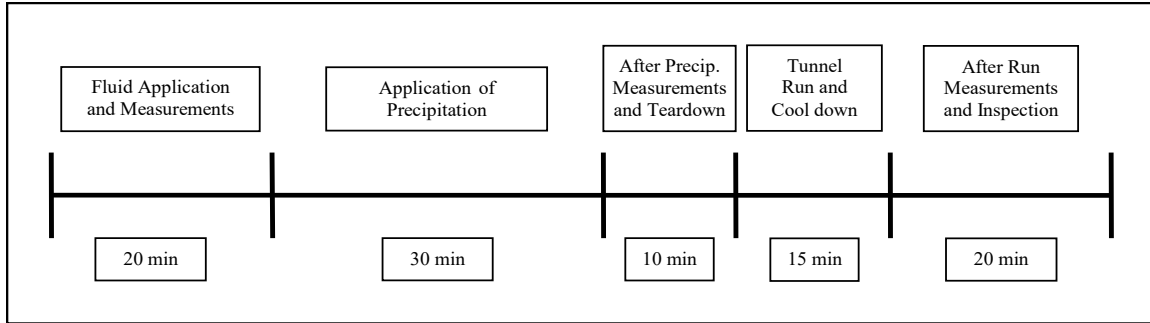 Fluid Application
and Measurements
Application of
Precipitation
After Precip.
Measurements
and Teardown
Tunnel
Run and
Cool down
After Run
Measurements
and Inspection
20 min
30 min
10 min
15 min
20 min